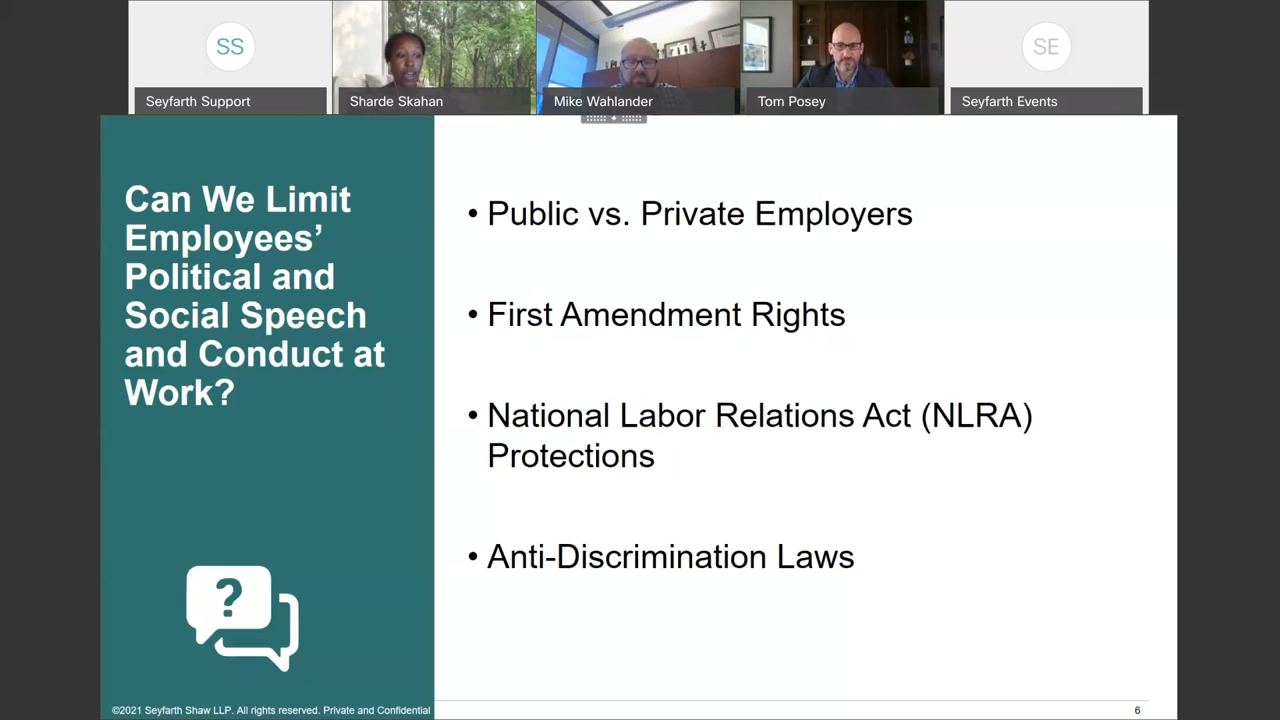 SS
SE
Seyfarth Support
Sharde Skahan
Mike Wahlander
Tom Posey
Seyfarth Events
Can We Limit
Employees’
Political and
Social Speech
and Conduct at
Work?
?
• Public vs. Private Employers
• First Amendment Rights
• National Labor Relations Act (NLRA)
Protections
• Anti-Discrimination Laws
©2021 Seyfarth Shaw LLP. All rights reserved. Private and Confidential
6